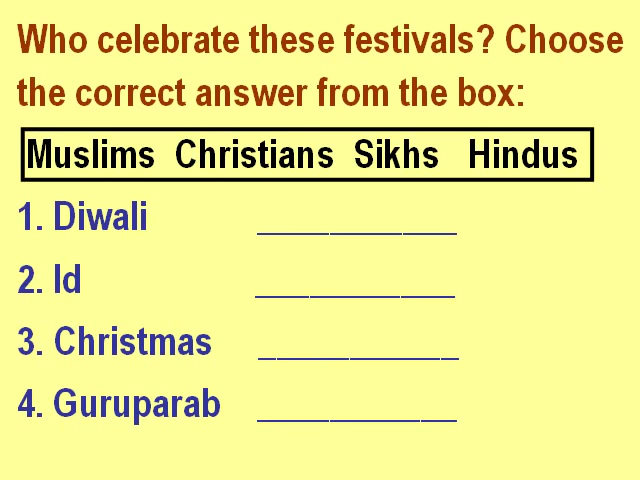 Who celebrate these festivals? Choose
the correct answer from the box:
Muslims Christians Sikhs Hindus
1. Diwali ___________
2. Id ___________
3. Christmas ___________
4. Guruparab ___________